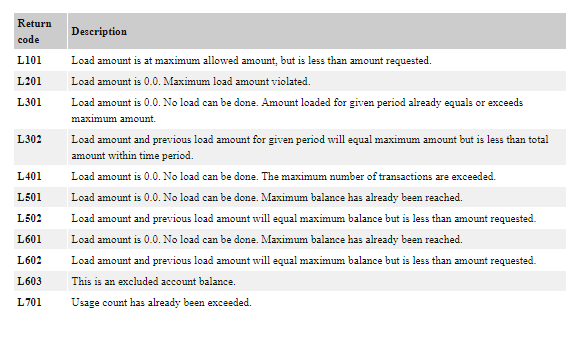 Return
code
Description
L101 Load amount is at maximum allowed amount, but is less than amount requested.
L201 Load amount is 0.0. Maximum load amount violated.
L301 Load amount is 0.0. No load can be done. Amount loaded for given period already equals or exceeds
maximum amount.
L302 Load amount and previous load amount for given period will equal maximum amount but is less than total
amount within time period.
L401 Load amount is 0.0. No load can be done. The maximum number of transactions are exceeded.
L501 Load amount is 0.0. No load can be done. Maximum balance has already been reached.
L502 Load amount and previous load amount will equal maximum balance but is less than amount requested.
L601 Load amount is 0.0. No load can be done. Maximum balance has already been reached.
L602 Load amount and previous load amount will equal maximum balance but is less than amount requested.
L603 This is an excluded account balance.
L701 Usage count has already been exceeded.